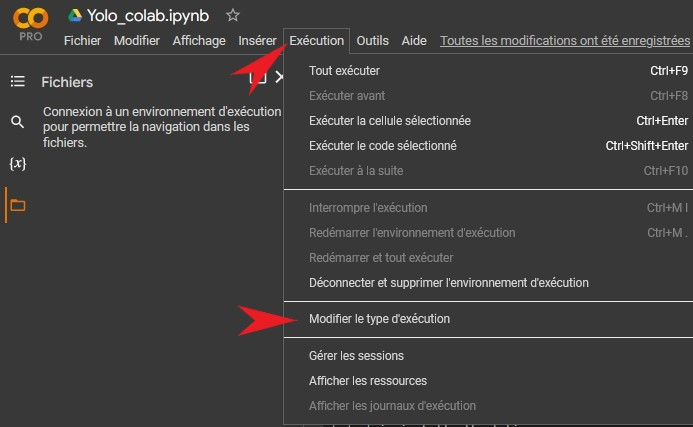 CO
PRO
Yolo_colab.ipynb
Fichier Modifier Affichage Insérer Exécution Outils Aide Toutes les modifications ont été enregistrées
Fichiers
Connexion à un environnement d'exécution
pour permettre la navigation dans les
fichiers.
{x}
Tout exécuter Ctrl+F9
Exécuter avant Ctrl+F8
Exécuter la cellule sélectionnée Ctrl+Enter
Exécuter le code sélectionné Ctrl+Shift+Enter
Exécuter à la suite Ctrl+F10
Interrompre l'exécution Ctrl+M I
Redémarrer l'environnement d'exécution Ctrl+M .
Redémarrer et tout exécuter
Déconnecter et supprimer l'environnement d'exécution
Modifier le type d'exécution
Gérer les sessions
Afficher les ressources
Afficher les journaux d'exécution